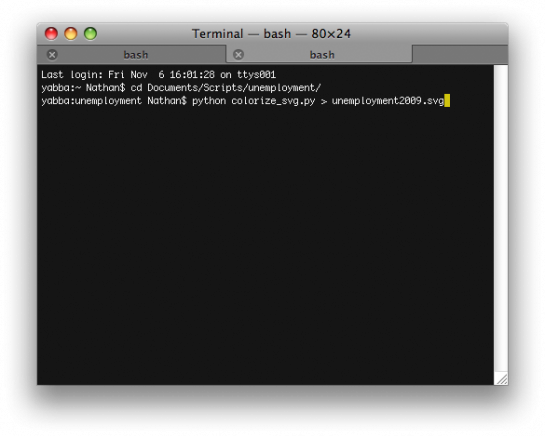 Terminal — bash — 80×24
bash bash
Last login: Fri Nov  6 16:01:28 on ttys001
yabba:~ Nathan$ cd Documents/Scripts/unemployment/
yabba:unemployment Nathan$ python colorize_svg.py > unemployment2009.svg